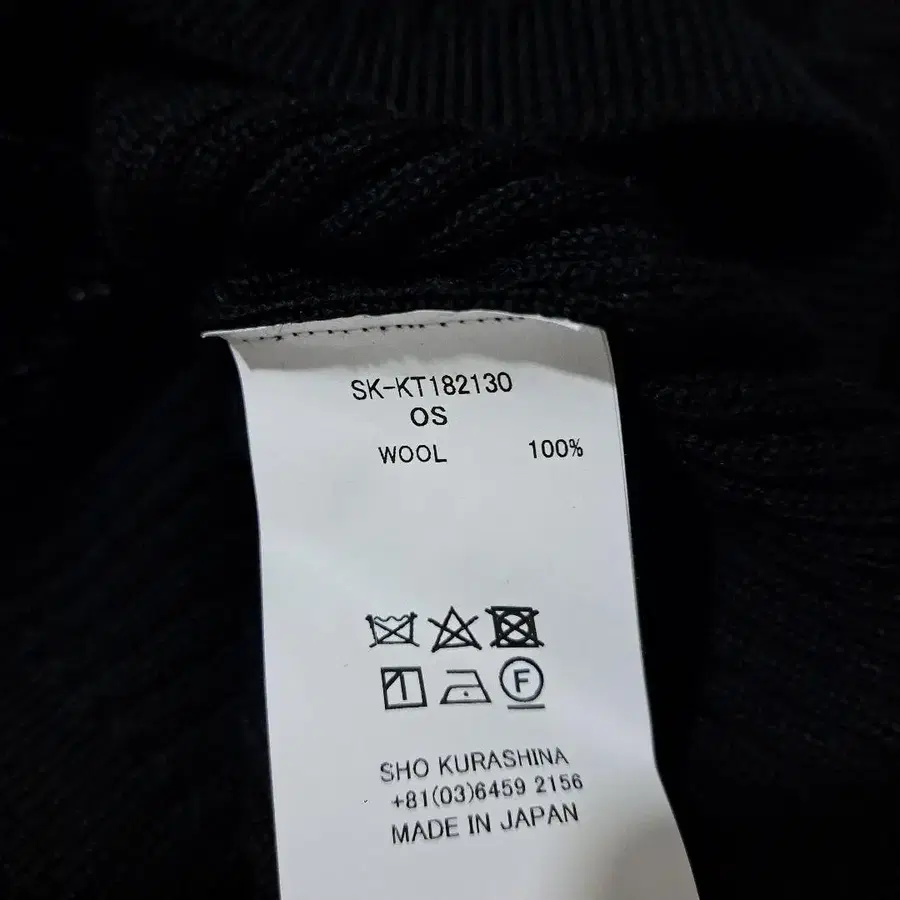 SK-KT182130
OS
WOOL 100%
F
SHO KURASHINA
+81(03)6459 2156
MADE IN JAPAN